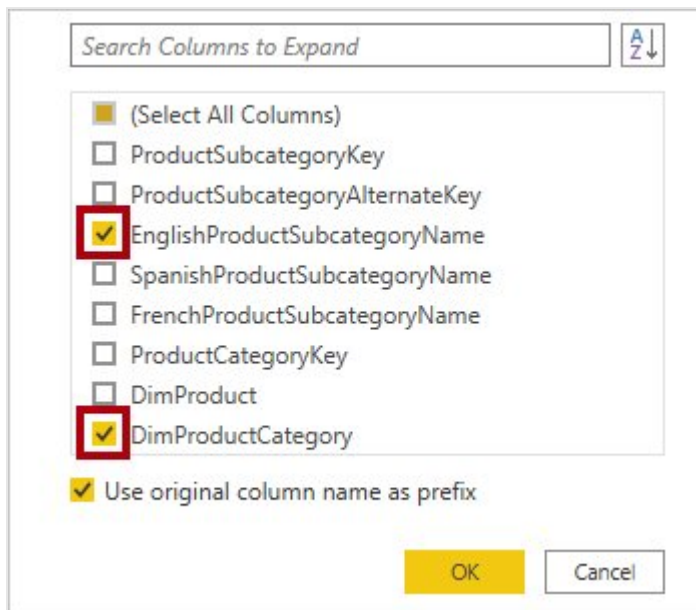 Search Columns to Expand
A
Z
(Select All Columns)
ProductSubcategoryKey
ProductSubcategoryAlternateKey
EnglishProductSubcategoryName
SpanishProductSubcategoryName
FrenchProductSubcategoryName
ProductCategoryKey
DimProduct
DimProductCategory
Use original column name as prefix
OK Cancel